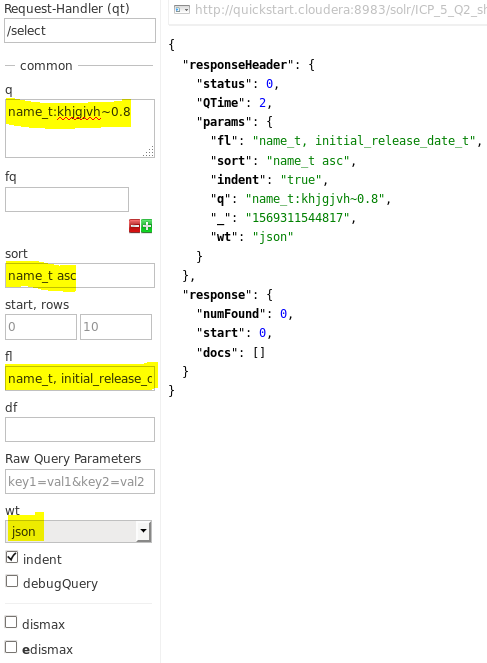 Request-Handler (qt)
/select
common
q
name_t:khjgjvh~0.8
fq
sort
name_t asc
start, rows
0 10
fl
name_t, initial_release_d
df
Raw Query Parameters
key1=val1&key2=val2
wt
json
indent
debugQuery
dismax
edismax
http://quickstart.cloudera:8983/solr/ICP_5_Q2_sh
{
"responseHeader": {
"status": 0,
"QTime": 2,
"params": {
"fl": "name_t, initial_release_date_t",
"sort": "name_t asc",
"indent": "true",
"q": "name_t:khjgjvh~0.8",
"_": "1569311544817",
"wt": "json"
}
},
"response": {
"numFound": 0,
"start": 0,
"docs": []
}
}